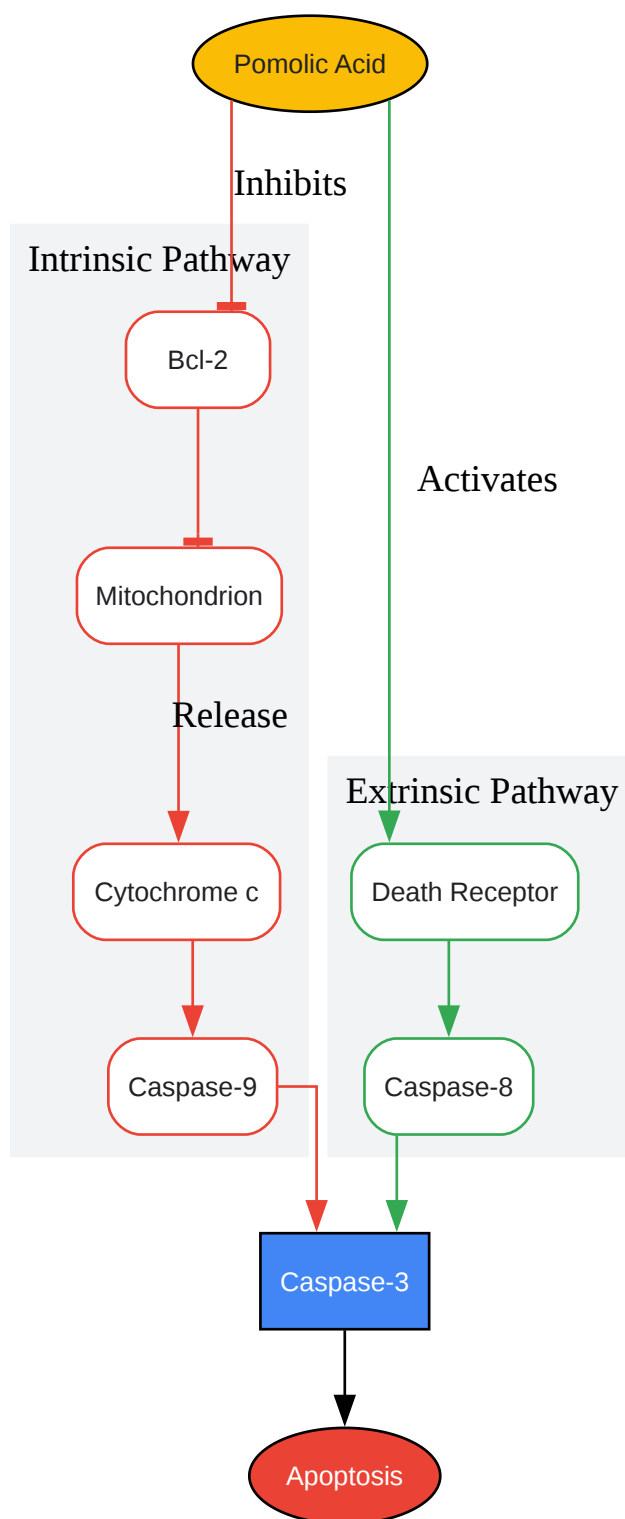 Pomolic Acid
Inhibits
Intrinsic Pathway
Bcl-2
Activates
Mitochondrion
Release
Extrinsic Pathway
Cytochrome c
Death Receptor
Caspase-9
Caspase-8
Caspase-3
Apoptosis